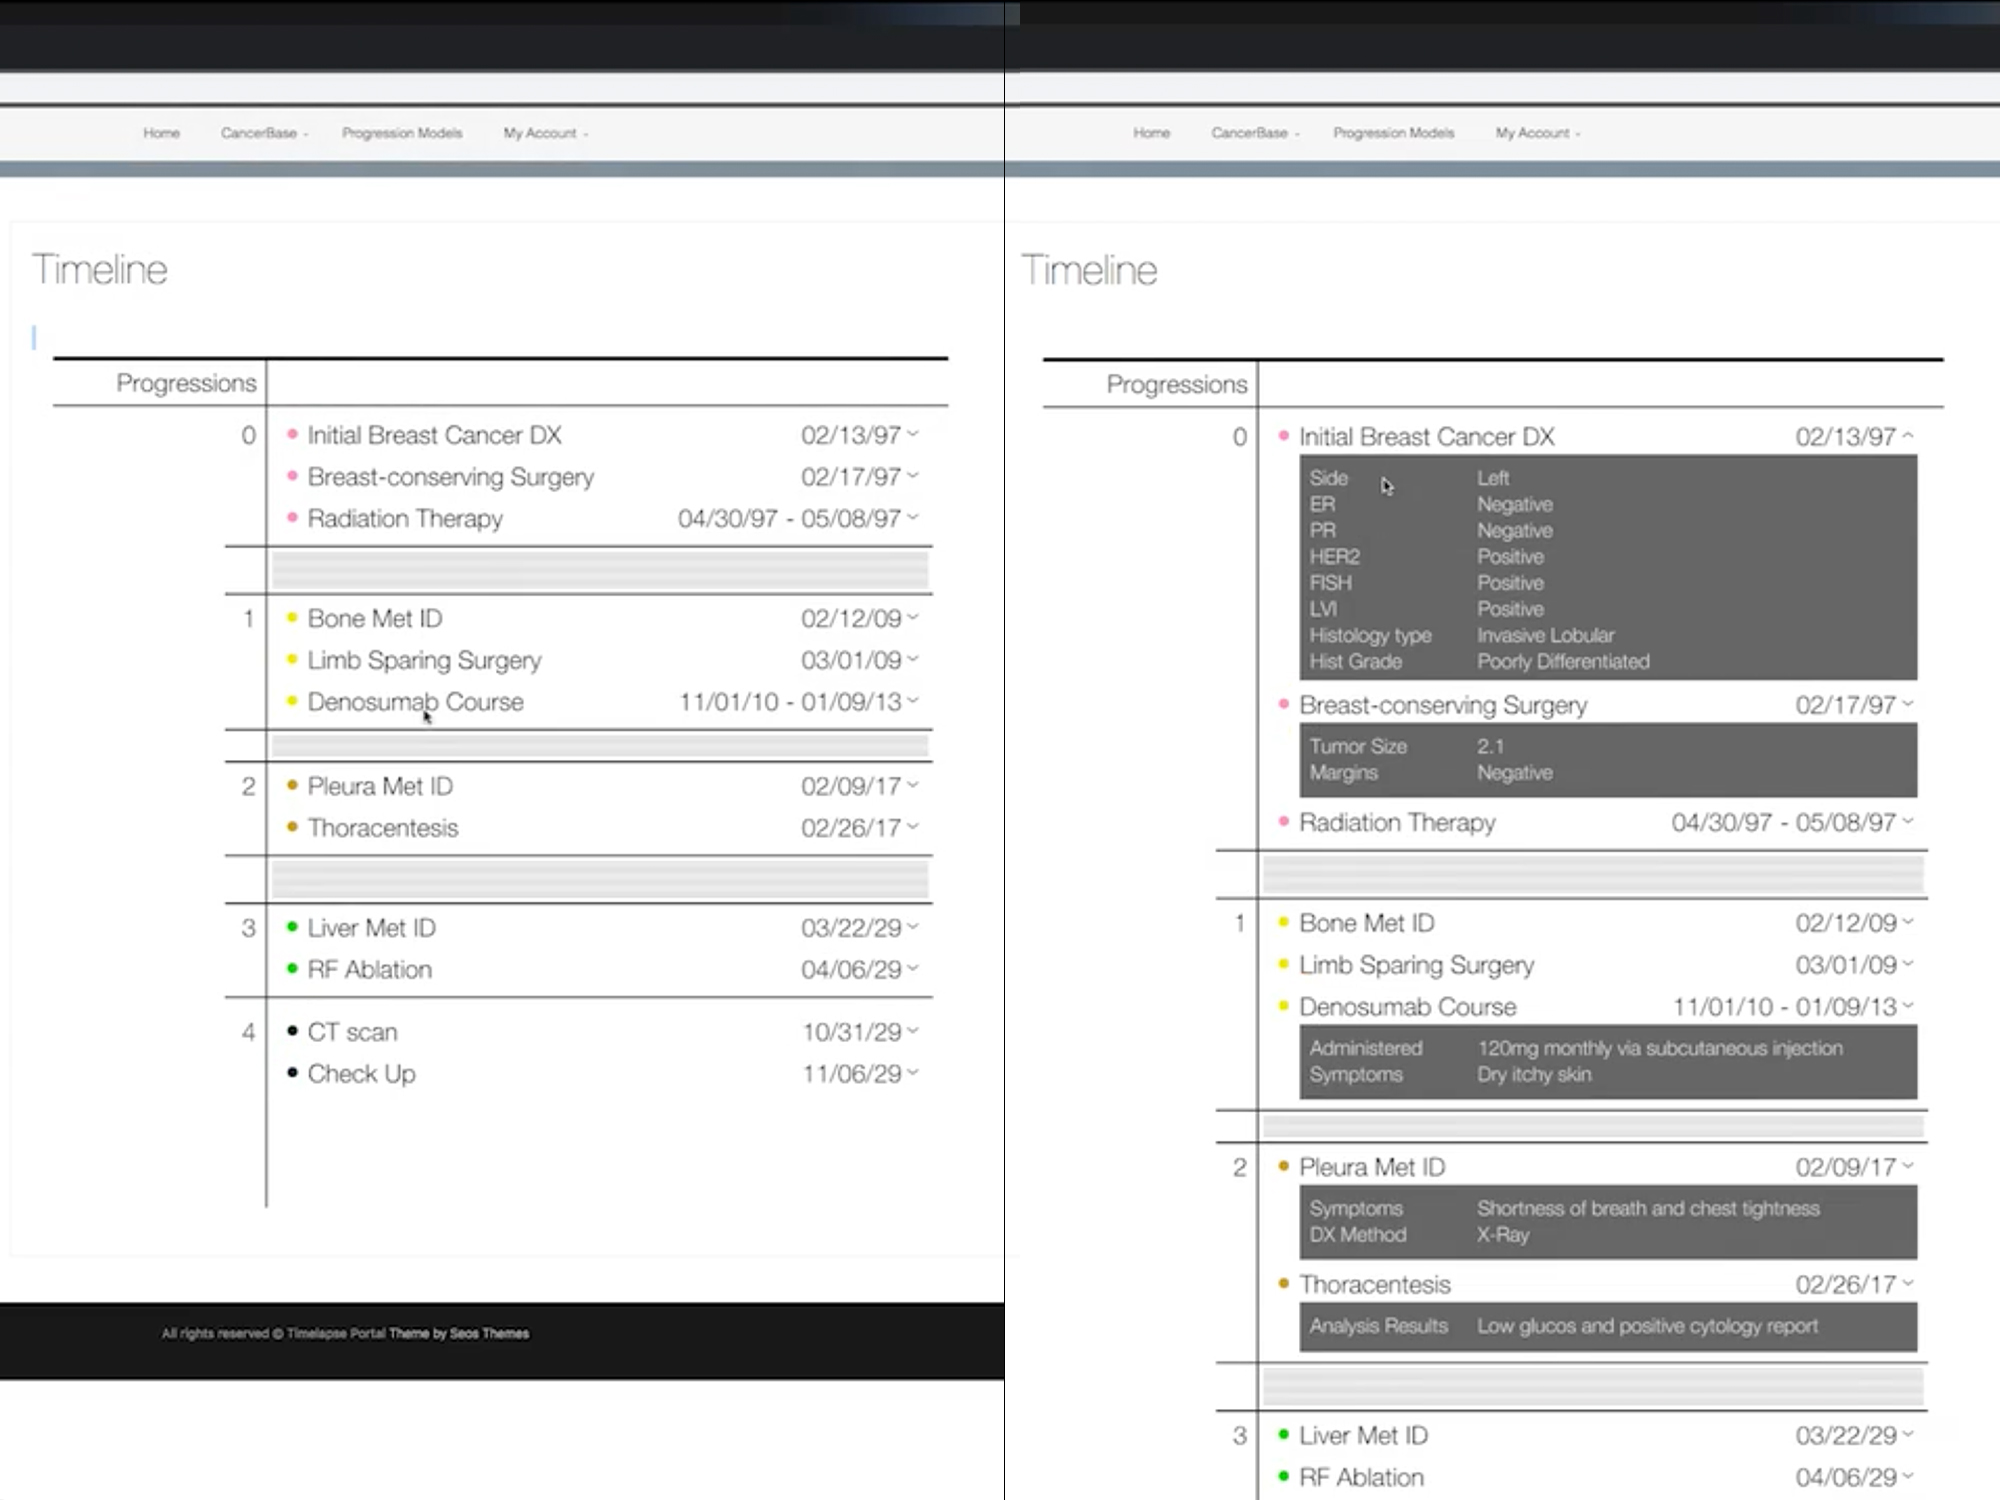 Home CancerBase Progression Models My Account
Timeline
Progressions
0 Initial Breast Cancer DX 02/13/97
Breast-conserving Surgery 02/17/97
Radiation Therapy 04/30/97 - 05/08/97
1 Bone Met ID 02/12/09
Limb Sparing Surgery 03/01/09
Denosumab Course 11/01/10 - 01/09/13
2 Pleura Met ID 02/09/17
Thoracentesis 02/26/17
3 Liver Met ID 03/22/29
RF Ablation 04/06/29
4 CT scan 10/31/29
Check Up 11/06/29
All rights reserved © Timelapse Portal Theme by Seos Themes
Home CancerBase Progression Models My Account
Timeline
Progressions
0 Initial Breast Cancer DX 02/13/97
Side Left
ER Negative
PR Negative
HER2 Positive
FISH Positive
LVI Positive
Histology type Invasive Lobular
Hist Grade Poorly Differentiated
Breast-conserving Surgery 02/17/97
Tumor Size 2.1
Margins Negative
Radiation Therapy 04/30/97 - 05/08/97
1 Bone Met ID 02/12/09
Limb Sparing Surgery 03/01/09
Denosumab Course 11/01/10 - 01/09/13
Administered 120mg monthly via subcutaneous injection
Symptoms Dry itchy skin
2 Pleura Met ID 02/09/17
Symptoms Shortness of breath and chest tightness
DX Method X-Ray
Thoracentesis 02/26/17
Analysis Results Low glucos and positive cytology report
3 Liver Met ID 03/22/29
RF Ablation 04/06/29